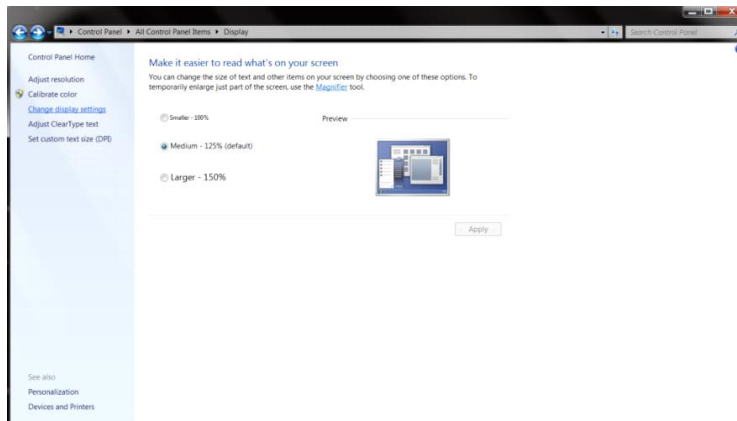 Control Panel ▸ All Control Panel Items ▸ Display
Search Control Panel
Control Panel Home
Adjust resolution
Calibrate color
Change display settings
Adjust ClearType text
Set custom text size (DPI)
Make it easier to read what's on your screen
You can change the size of text and other items on your screen by choosing one of these options. To
temporarily enlarge just part of the screen, use the Magnifier tool.
Smaller - 100%
Preview
Medium - 125% (default)
Larger - 150%
Apply
See also
Personalization
Devices and Printers